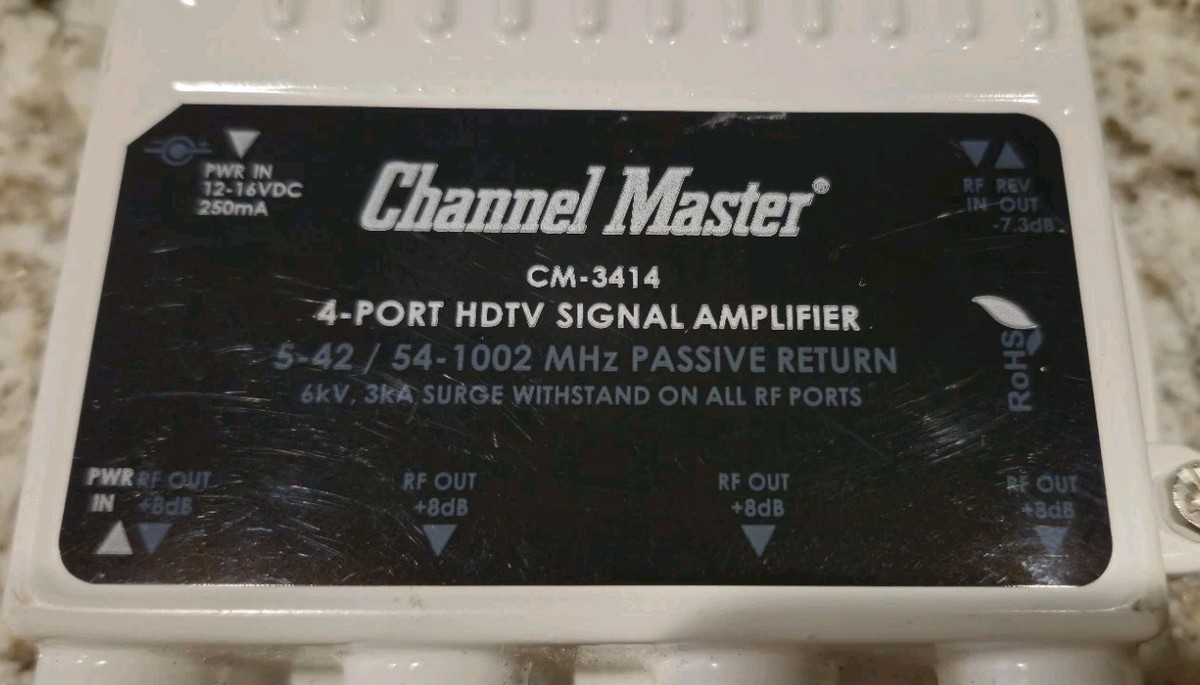 PWR IN
12-16VDC
250mA
Channel Master®
RF REV
IN OUT
-7.3dB
CM-3414
4-PORT HDTV SIGNAL AMPLIFIER
5-42 / 54-1002 MHz PASSIVE RETURN
6kV, 3kA SURGE WITHSTAND ON ALL RF PORTS
RoHS
PWR RF OUT
IN +8dB
RF OUT
+8dB
RF OUT
+8dB
RF OUT
+8dB